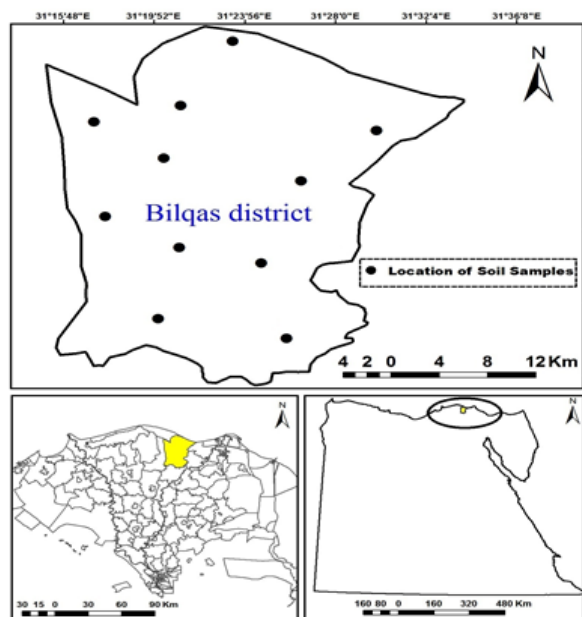 31°15'48"E 31°19'52"E 31°23'56"E 31°28'0"E 31°32'4"E 31°36'8"E
N
Bilqas district
Location of Soil Samples
4 2 0 4 8 12 Km
N
30 15 0 30 60 90 Km
N
160 80 0 160 320 480 Km